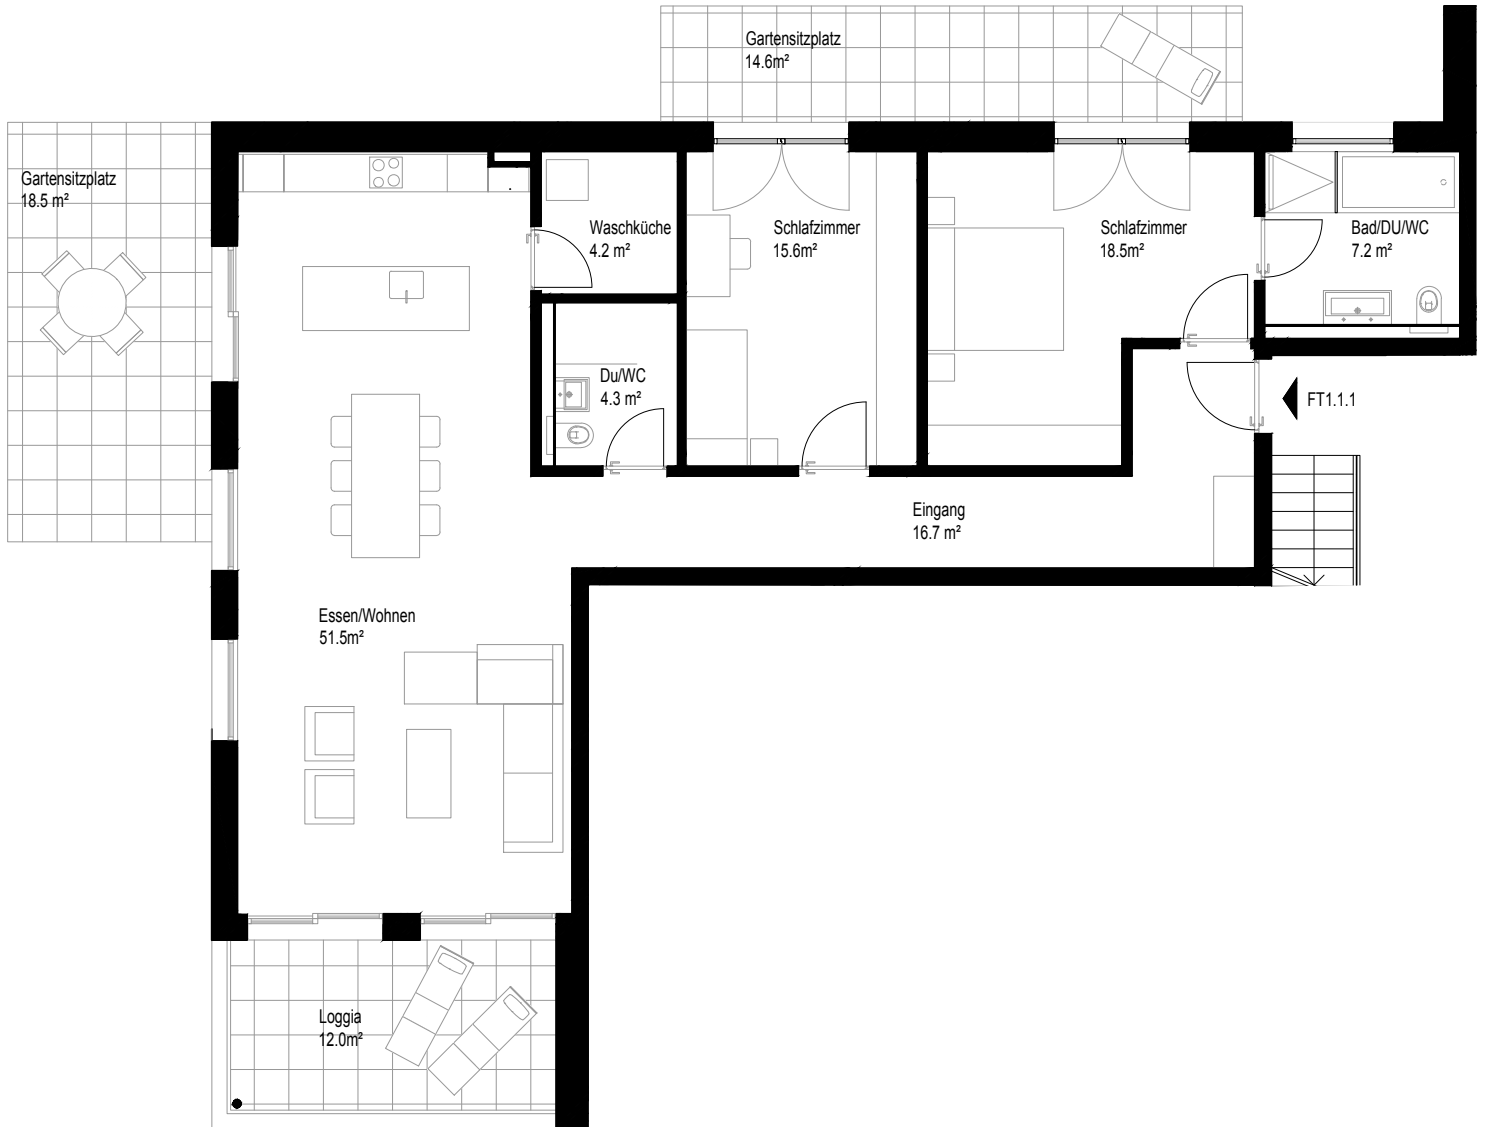 Gartensitzplatz
14.6m²
Gartensitzplatz
18.5 m²
Waschküche
4.2 m²
Schlafzimmer
15.6m²
Schlafzimmer
18.5m²
Bad/DU/WC
7.2 m²
Du/WC
4.3 m²
FT1.1.1
Eingang
16.7 m²
Essen/Wohnen
51.5m²
Loggia
12.0m²